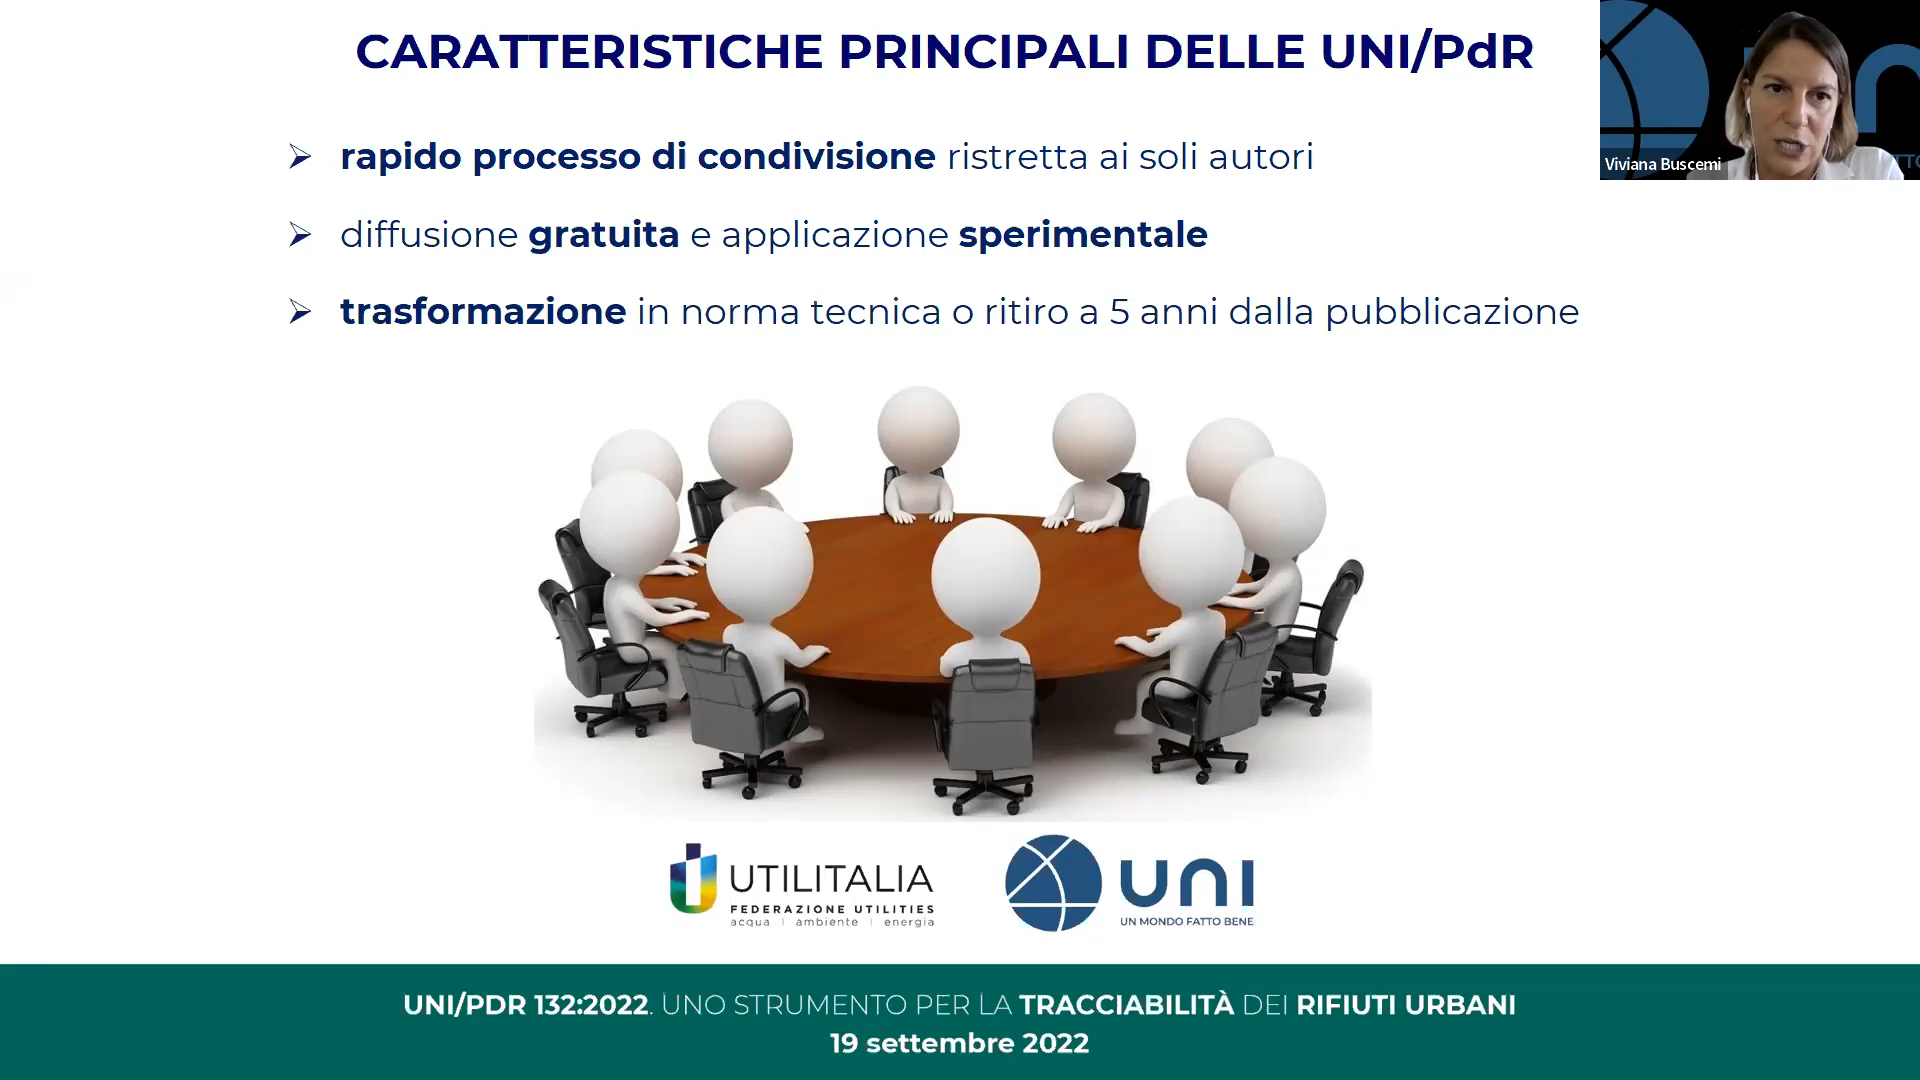 CARATTERISTICHE PRINCIPALI DELLE UNI/PdR
rapido processo di condivisione ristretta ai soli autori
diffusione gratuita e applicazione sperimentale
trasformazione in norma tecnica o ritiro a 5 anni dalla pubblicazione
Viviana Buscemi
UTILITALIA
FEDERAZIONE UTILITIES
acqua | ambiente | energia
UNI
UN MONDO FATTO BENE
UNI/PDR 132:2022. UNO STRUMENTO PER LA TRACCIABILITÀ DEI RIFIUTI URBANI
19 settembre 2022